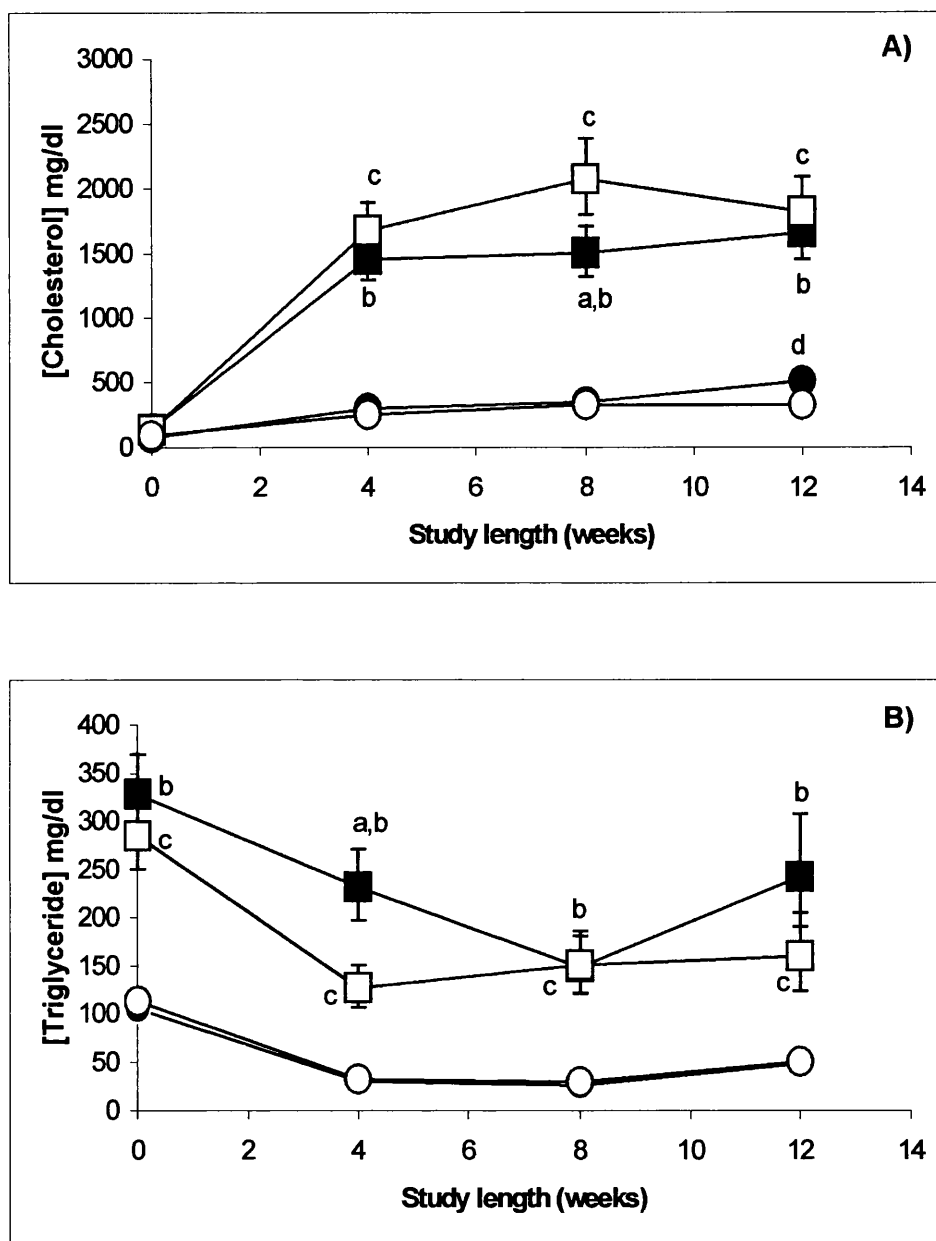 A)
3000
2500
2000
1500
1000
500
0
[Cholesterol] mg/dl
c
c
c
b
a,b
b
d
0 2 4 6 8 10 12 14
Study length (weeks)
B)
400
350
300
250
200
150
100
50
0
[Triglyceride] mg/dl
b
c
a,b
c
b
c
b
c
0 2 4 6 8 10 12 14
Study length (weeks)